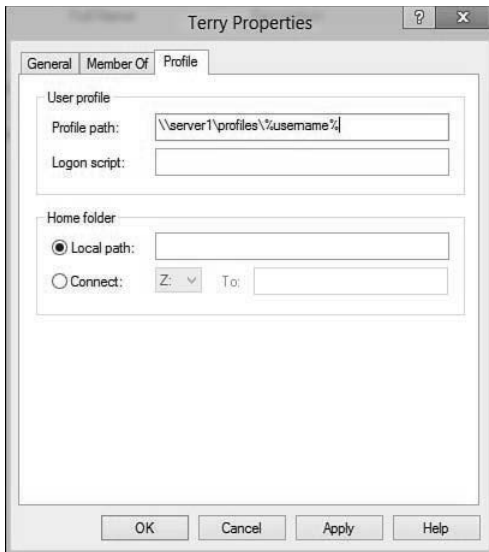 Terry Properties
? x
General Member Of Profile
User profile
Profile path: \\server1\profiles\%username%
Logon script:
Home folder
Local path:
Connect: Z: To:
OK Cancel Apply Help